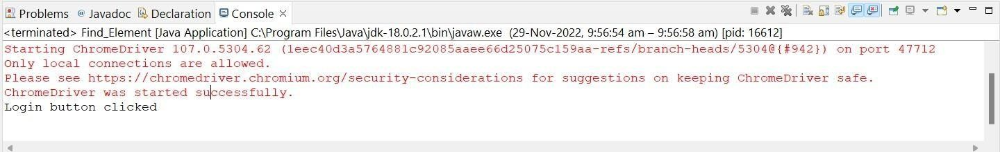 Problems @ Javadoc Declaration Console
<terminated> Find_Element [Java Application] C:\Program Files\Java\jdk-18.0.2.1\bin\javaw.exe (29-Nov-2022, 9:56:54 am – 9:56:58 am) [pid: 16612]
Starting ChromeDriver 107.0.5304.62 (1eec40d3a5764881c92085aaee66d25075c159aa-refs/branch-heads/5304@{#942}) on port 47712
Only local connections are allowed.
Please see https://chromedriver.chromium.org/security-considerations for suggestions on keeping ChromeDriver safe.
ChromeDriver was started successfully.
Login button clicked